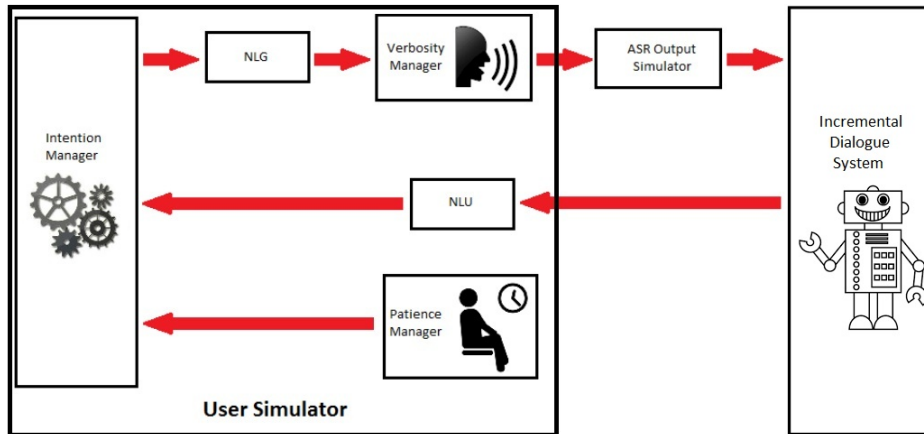 NLG
Verbosity
Manager
ASR Output
Simulator
Intention
Manager
Incremental
Dialogue
System
NLU
Patience
Manager
User Simulator